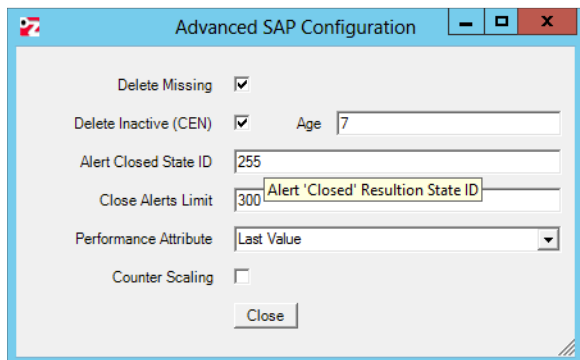 Advanced SAP Configuration
Delete Missing
Delete Inactive (CEN) Age 7
Alert Closed State ID 255
Alert 'Closed' Resultion State ID
Close Alerts Limit 300
Performance Attribute Last Value
Counter Scaling
Close